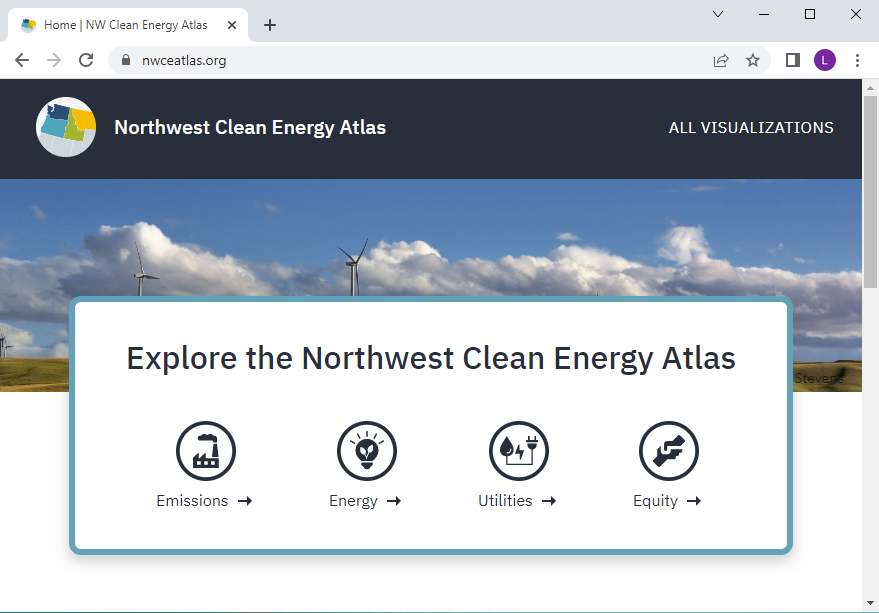 Home | NW Clean Energy Atlas
nwceatlas.org
L
Northwest Clean Energy Atlas
ALL VISUALIZATIONS
Stevens
Explore the Northwest Clean Energy Atlas
Emissions
Energy
Utilities
Equity